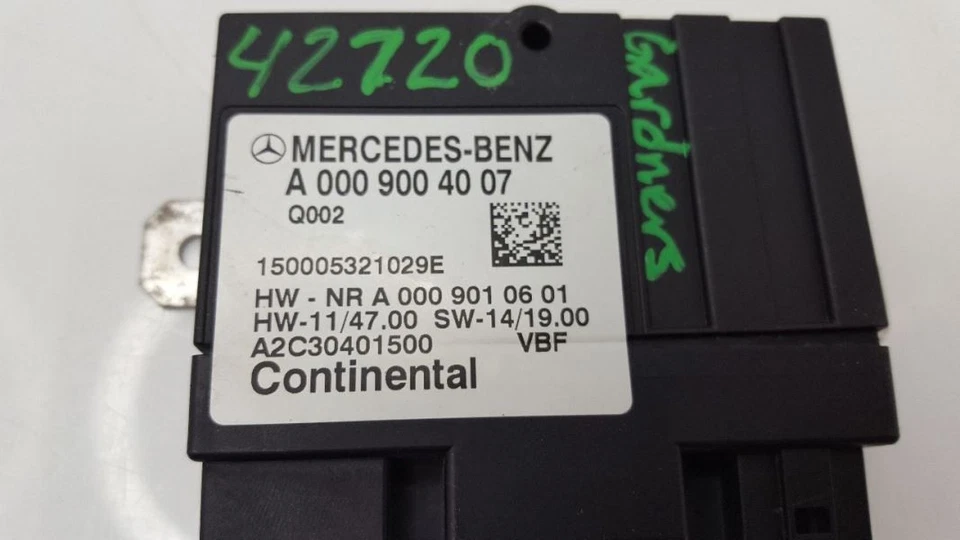 42720
Gardners
MERCEDES-BENZ
A 000 900 40 07
Q002
150005321029E
HW - NR A 000 901 06 01
HW-11/47.00 SW-14/19.00
A2C30401500 VBF
Continental